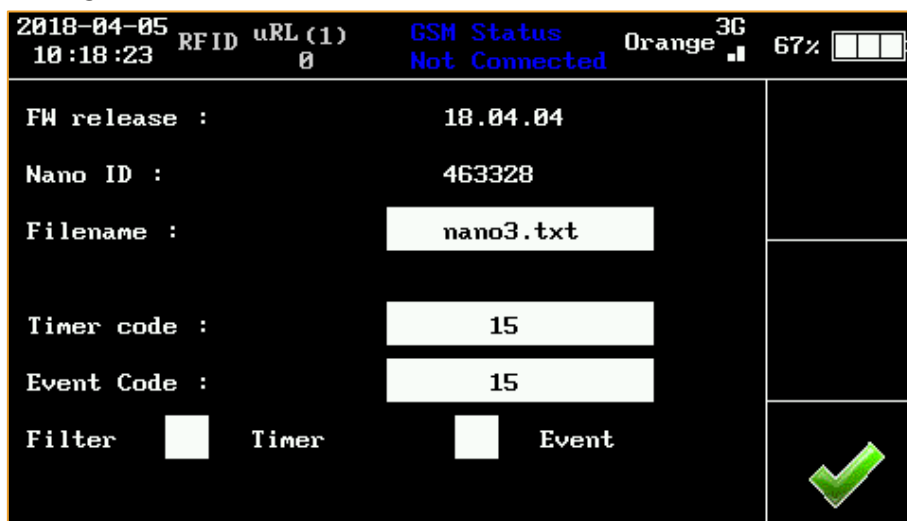 2018-04-05 RFID uRL(1) GSM Status Orange 3G 67%
10:18:23 0 Not Connected
FW release : 18.04.04
Nano ID : 463328
Filename : nano3.txt
Timer code : 15
Event Code : 15
Filter Timer Event